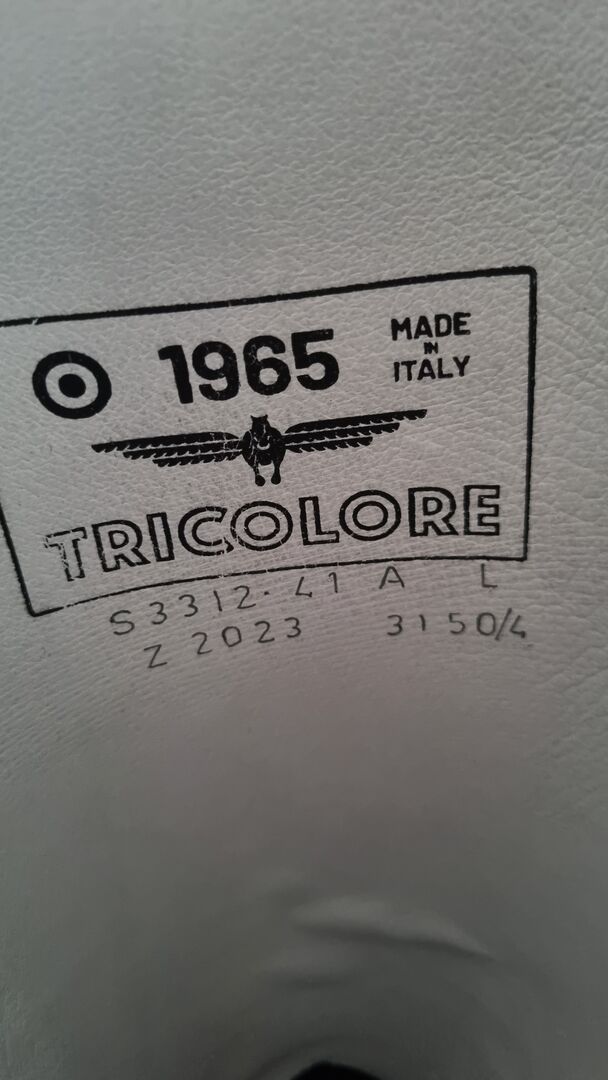 1965
MADE
IN
ITALY
TRICOLORE
S3312. 41 A L
Z 2023 3150/4